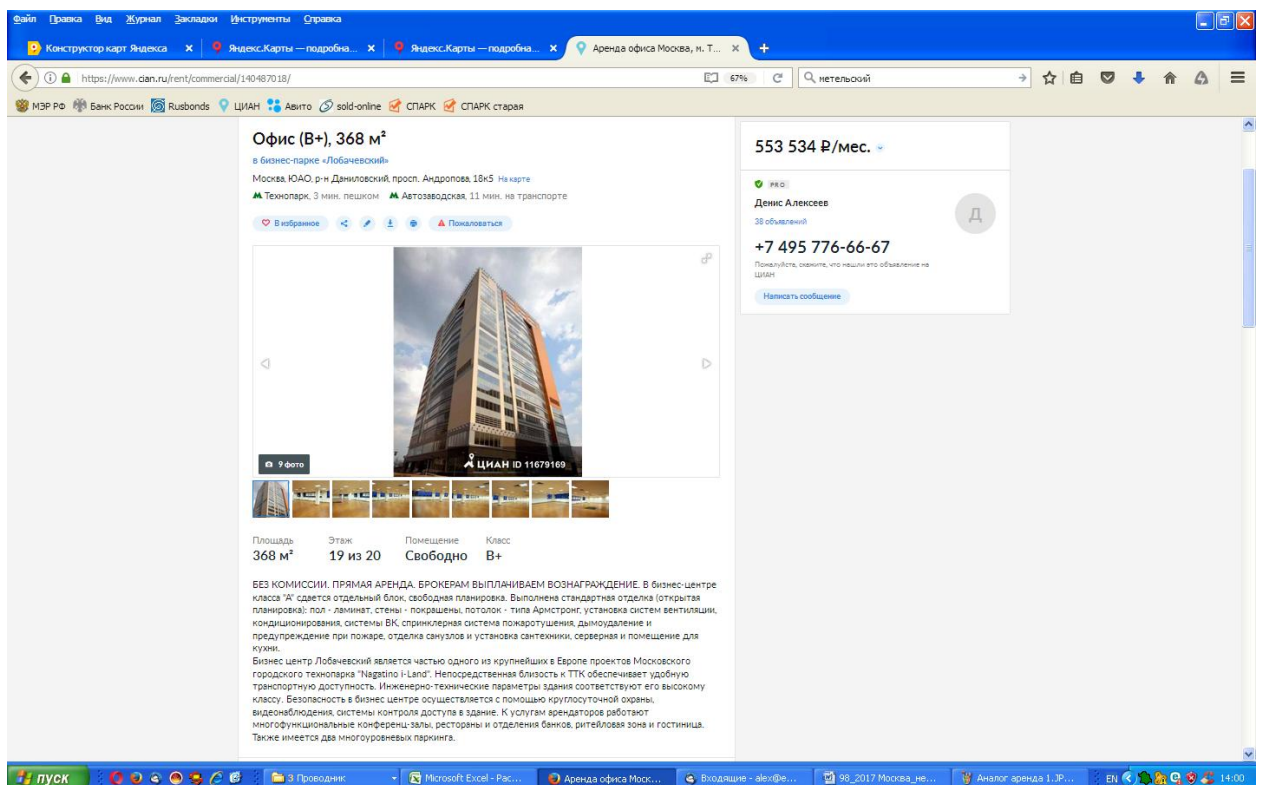 Файл Правка Вид Журнал Закладки Инструменты Справка
Конструктор карт Яндекса × Яндекс.Карты — подробна... × Яндекс.Карты — подробна... × Аренда офиса Москва, м. Т... × +
https://www.cian.ru/rent/commercial/140487018/ 67% метельский
МЭР РФ Банк России Rusbonds ЦИАН Авито sold-online СПАРК СПАРК старая
Офис (B+), 368 м²
в бизнес-парке «Лобачевский»
Москва, ЮАО, р-н Даниловский, просп. Андропова, 18К5 На карте
Технопарк, 3 мин. пешком Автозаводская, 11 мин. на транспорте
В избранное Пожаловаться
553 534 ₽/мес.
PRO
Денис Алексеев
38 объявлений
Д
+7 495 776-66-67
Пожалуйста, скажите, что нашли это объявление на
ЦИАН
Написать сообщение
9 фото
ЦИАН ID 11679169
Площадь Этаж Помещение Класс
368 м² 19 из 20 Свободно B+
БЕЗ КОМИССИИ. ПРЯМАЯ АРЕНДА. БРОКЕРАМ ВЫПЛАЧИВАЕМ ВОЗНАГРАЖДЕНИЕ. В бизнес-центре
класса "А" сдается отдельный блок, свободная планировка. Выполнена стандартная отделка (открытая
планировка): пол - ламинат, стены - покрашены, потолок - типа Армстронг, установка систем вентиляции,
кондиционирования, системы ВК, спринклерная система пожаротушения, дымоудаление и
предупреждение при пожаре, отделка санузлов и установка сантехники, серверная и помещение для
кухни.
Бизнес центр Лобачевский является частью одного из крупнейших в Европе проектов Московского
городского технопарка "Nagatino i-Land". Непосредственная близость к ТТК обеспечивает удобную
транспортную доступность. Инженерно-технические параметры здания соответствуют его высокому
классу. Безопасность в бизнес центре осуществляется с помощью круглосуточной охраны,
видеонаблюдения, системы контроля доступа в здание. К услугам арендаторов работают
многофункциональные конференц-залы, рестораны и отделения банков, ритейловая зона и гостиница.
Также имеется два многоуровневых паркинга.
пуск 3 Проводник Microsoft Excel - Рас... Аренда офиса Моск... Входящие - alex@e... 98_2017 Москва_не... Аналог аренда 1.JP... EN 14:00